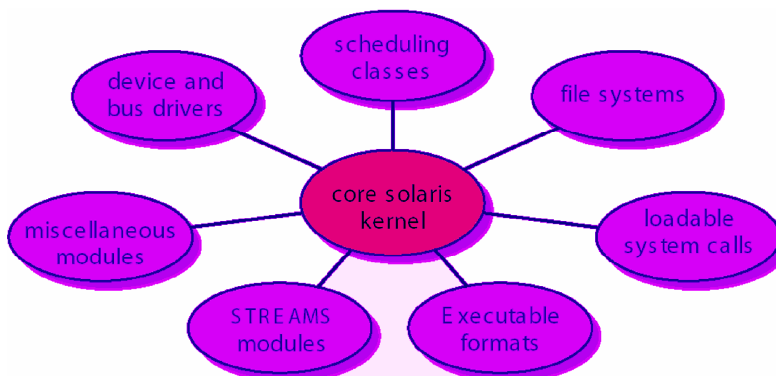 scheduling
classes
device and
bus drivers
file systems
core solaris
kernel
miscellaneous
modules
loadable
system calls
STREAMS
modules
Executable
formats